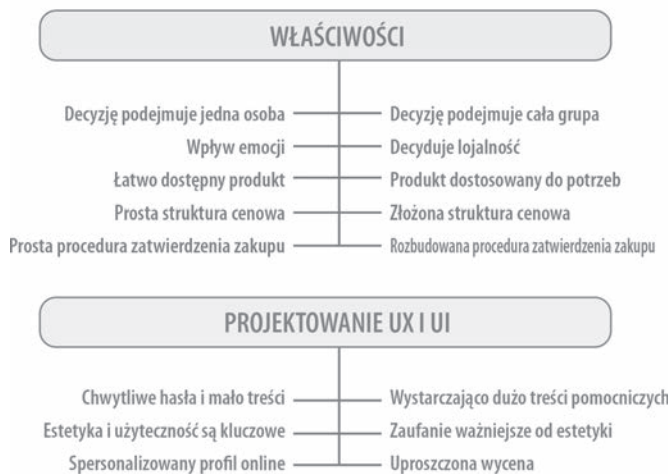 WŁAŚCIWOŚCI
Decyzję podejmuje jedna osoba
Decyzję podejmuje cała grupa
Wpływ emocji
Decyduje lojalność
Łatwo dostępny produkt
Produkt dostosowany do potrzeb
Prosta struktura cenowa
Złożona struktura cenowa
Prosta procedura zatwierdzenia zakupu
Rozbudowana procedura zatwierdzenia zakupu
PROJEKTOWANIE UX I UI
Chwytliwe hasła i mało treści
Wystarczająco dużo treści pomocniczych
Estetyka i użyteczność są kluczowe
Zaufanie ważniejsze od estetyki
Spersonalizowany profil online
Uproszczona wycena